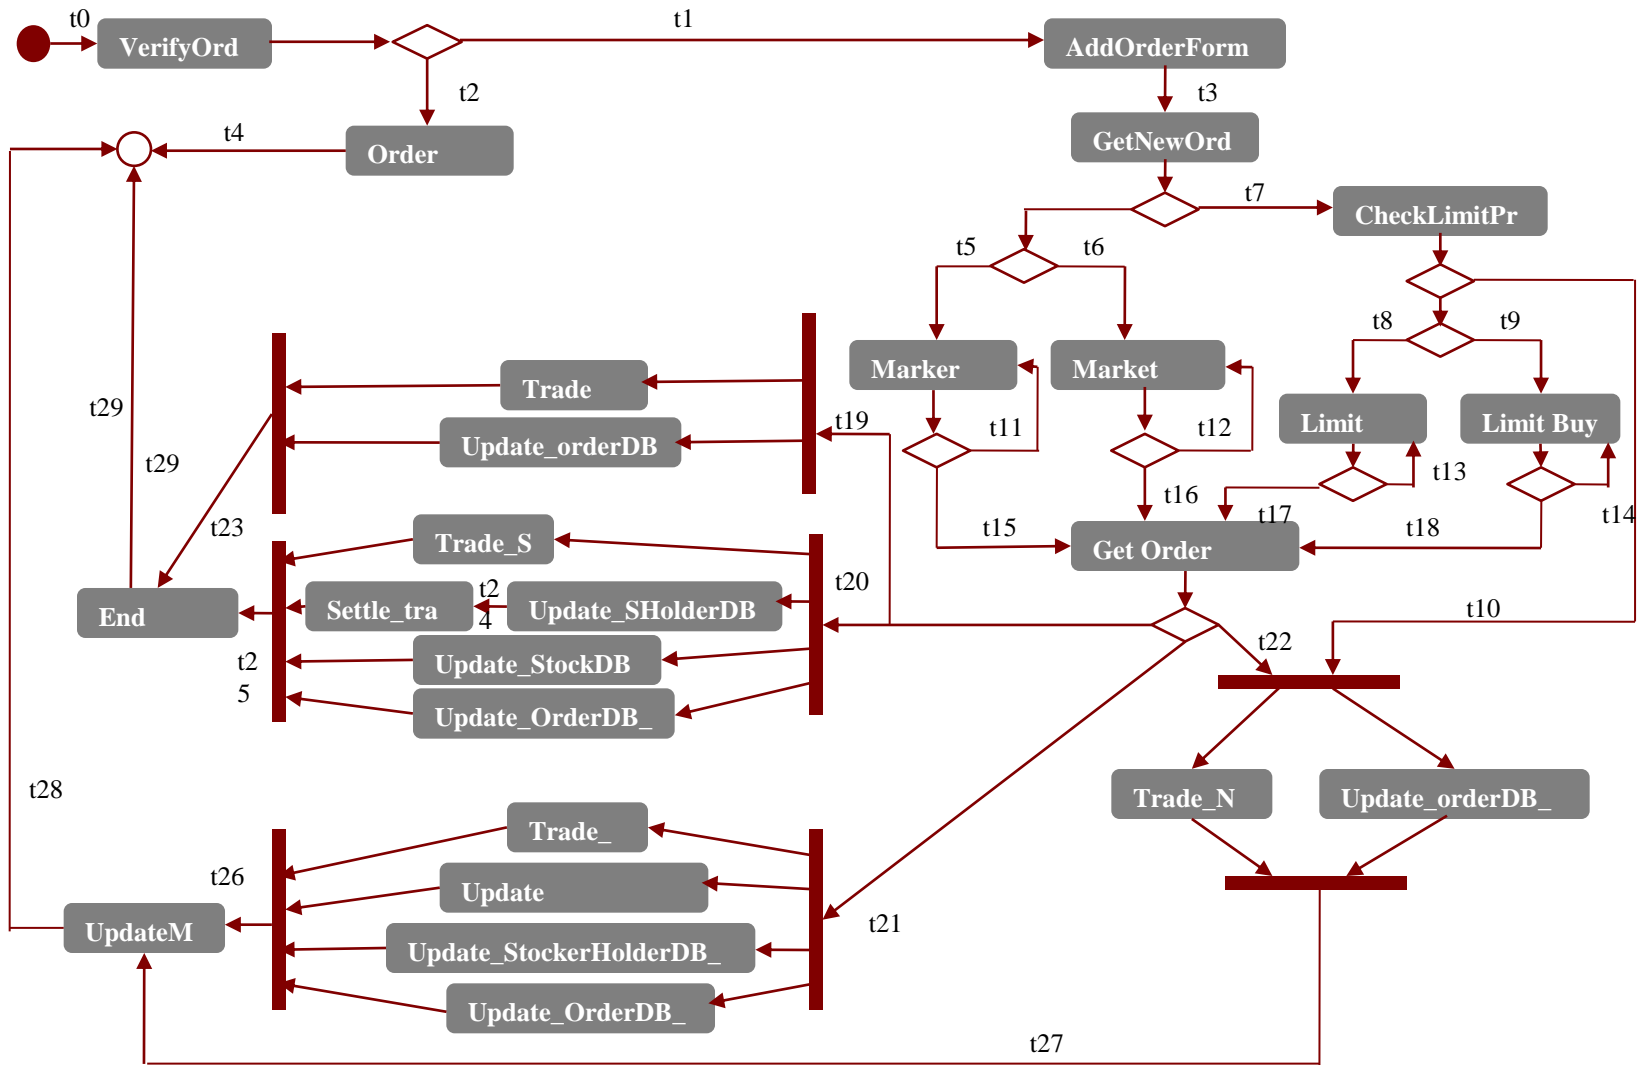 t0
t1
VerifyOrd
AddOrderForm
t2
t3
t4
Order
GetNewOrd
t7
CheckLimitPr
t5
t6
t8
t9
Marker
Market
Trade
t29
t19
t11
t12
Limit
Limit Buy
Update_orderDB
t29
t13
t16
t23
t15
t17
t18
t14
Trade_S
Get Order
t20
End
Settle_tra
t2
4
Update_SHolderDB
t10
t22
t2
5
Update_StockDB
Update_OrderDB_
t28
Trade_N
Update_orderDB_
Trade_
t26
Update
t21
UpdateM
Update_StockerHolderDB_
Update_OrderDB_
t27